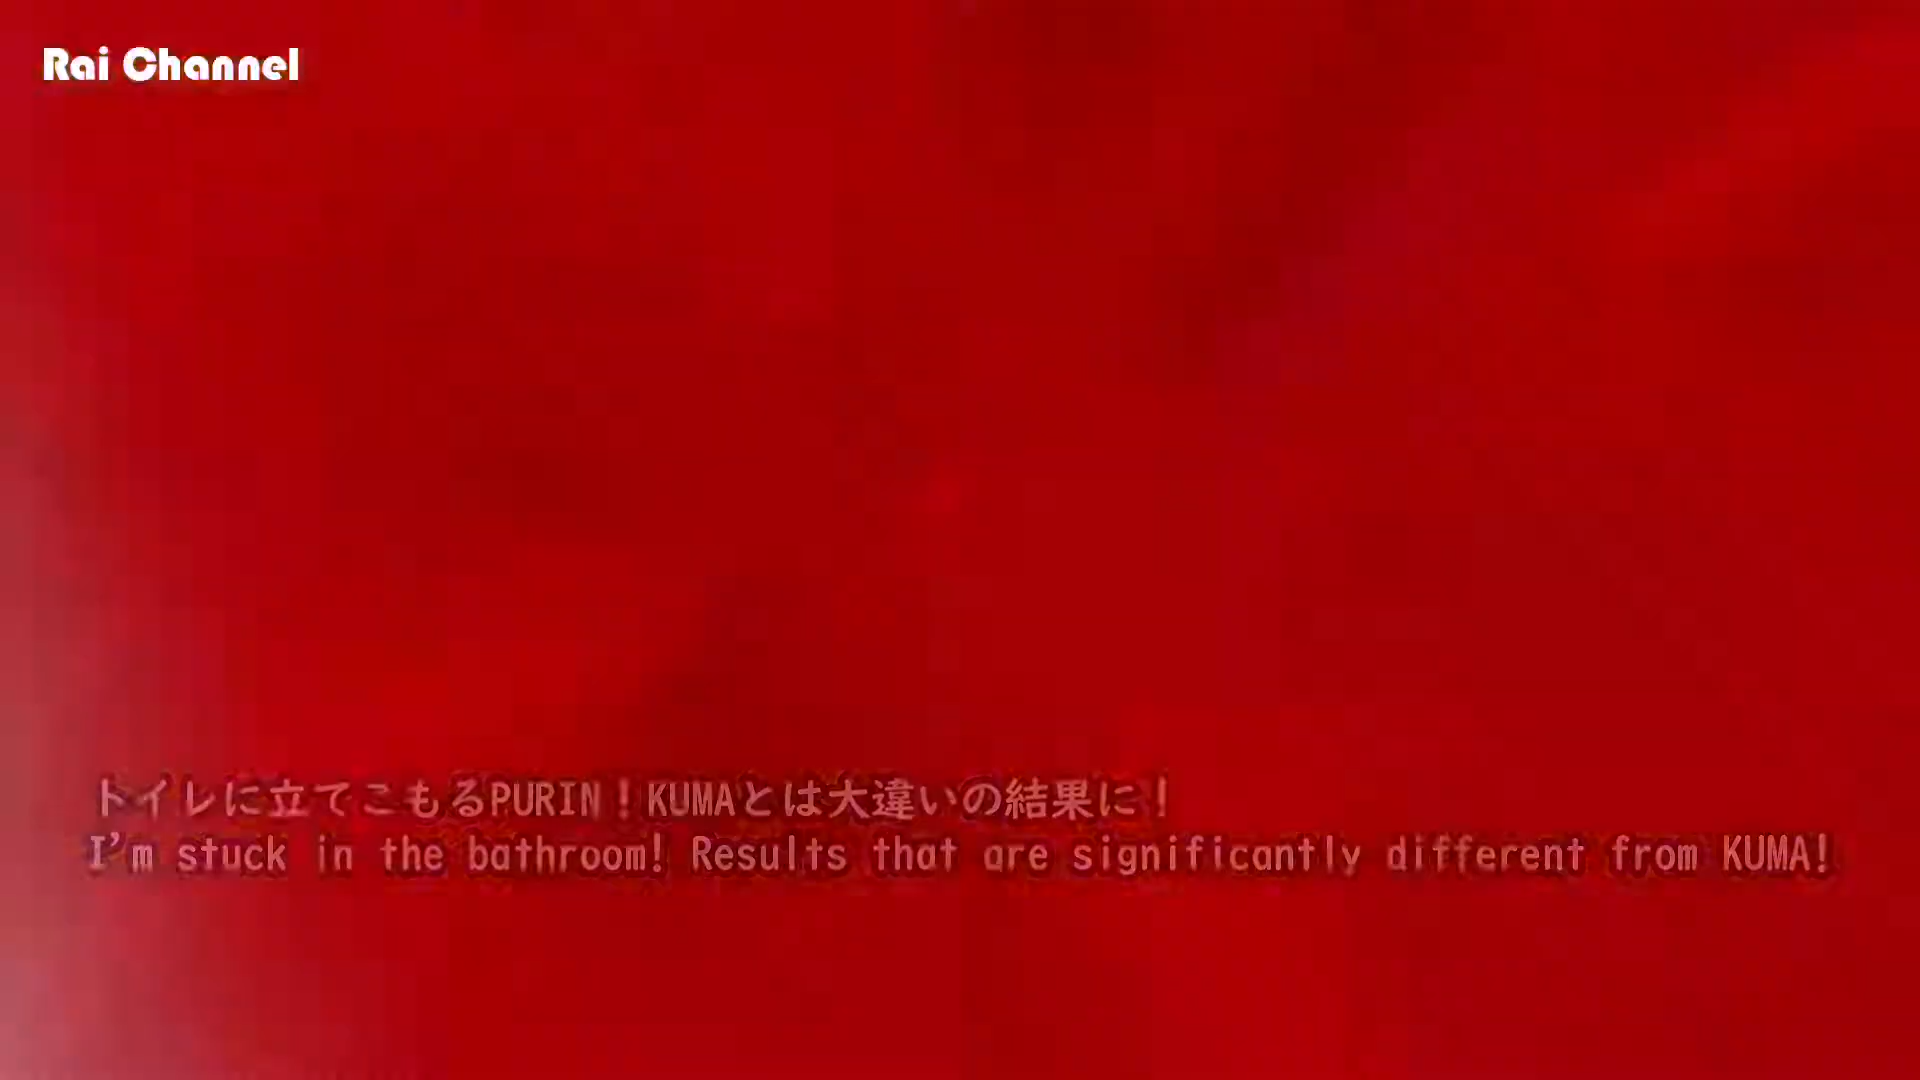 Rai Channel
トイレに立てこもるPURIN！KUMAとは大違いの結果に！
I'm stuck in the bathroom! Results that are significantly different from KUMA!